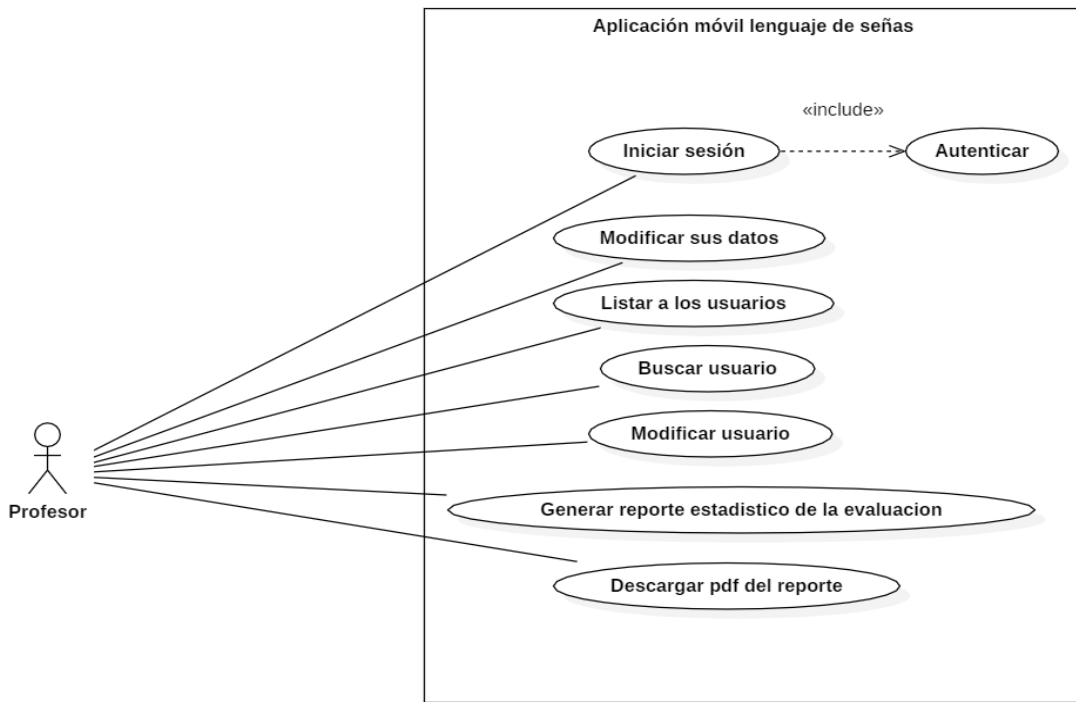 Aplicación móvil lenguaje de señas
«include»
Iniciar sesión
Autenticar
Modificar sus datos
Listar a los usuarios
Buscar usuario
Modificar usuario
Profesor
Generar reporte estadistico de la evaluacion
Descargar pdf del reporte